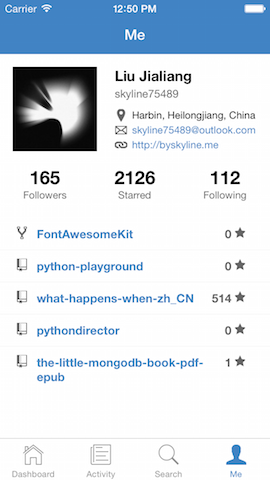 Carrier 12:50 PM
Me
Liu Jialiang
skyline75489
Harbin, Heilongjiang, China
skyline75489@outlook.com
http://byskyline.me
165 2126 112
Followers Starred Following
FontAwesomeKit 0
python-playground 0
what-happens-when-zh_CN 514
pythondirector 0
the-little-mongodb-book-pdf- 1
epub
Dashboard Activity Search Me